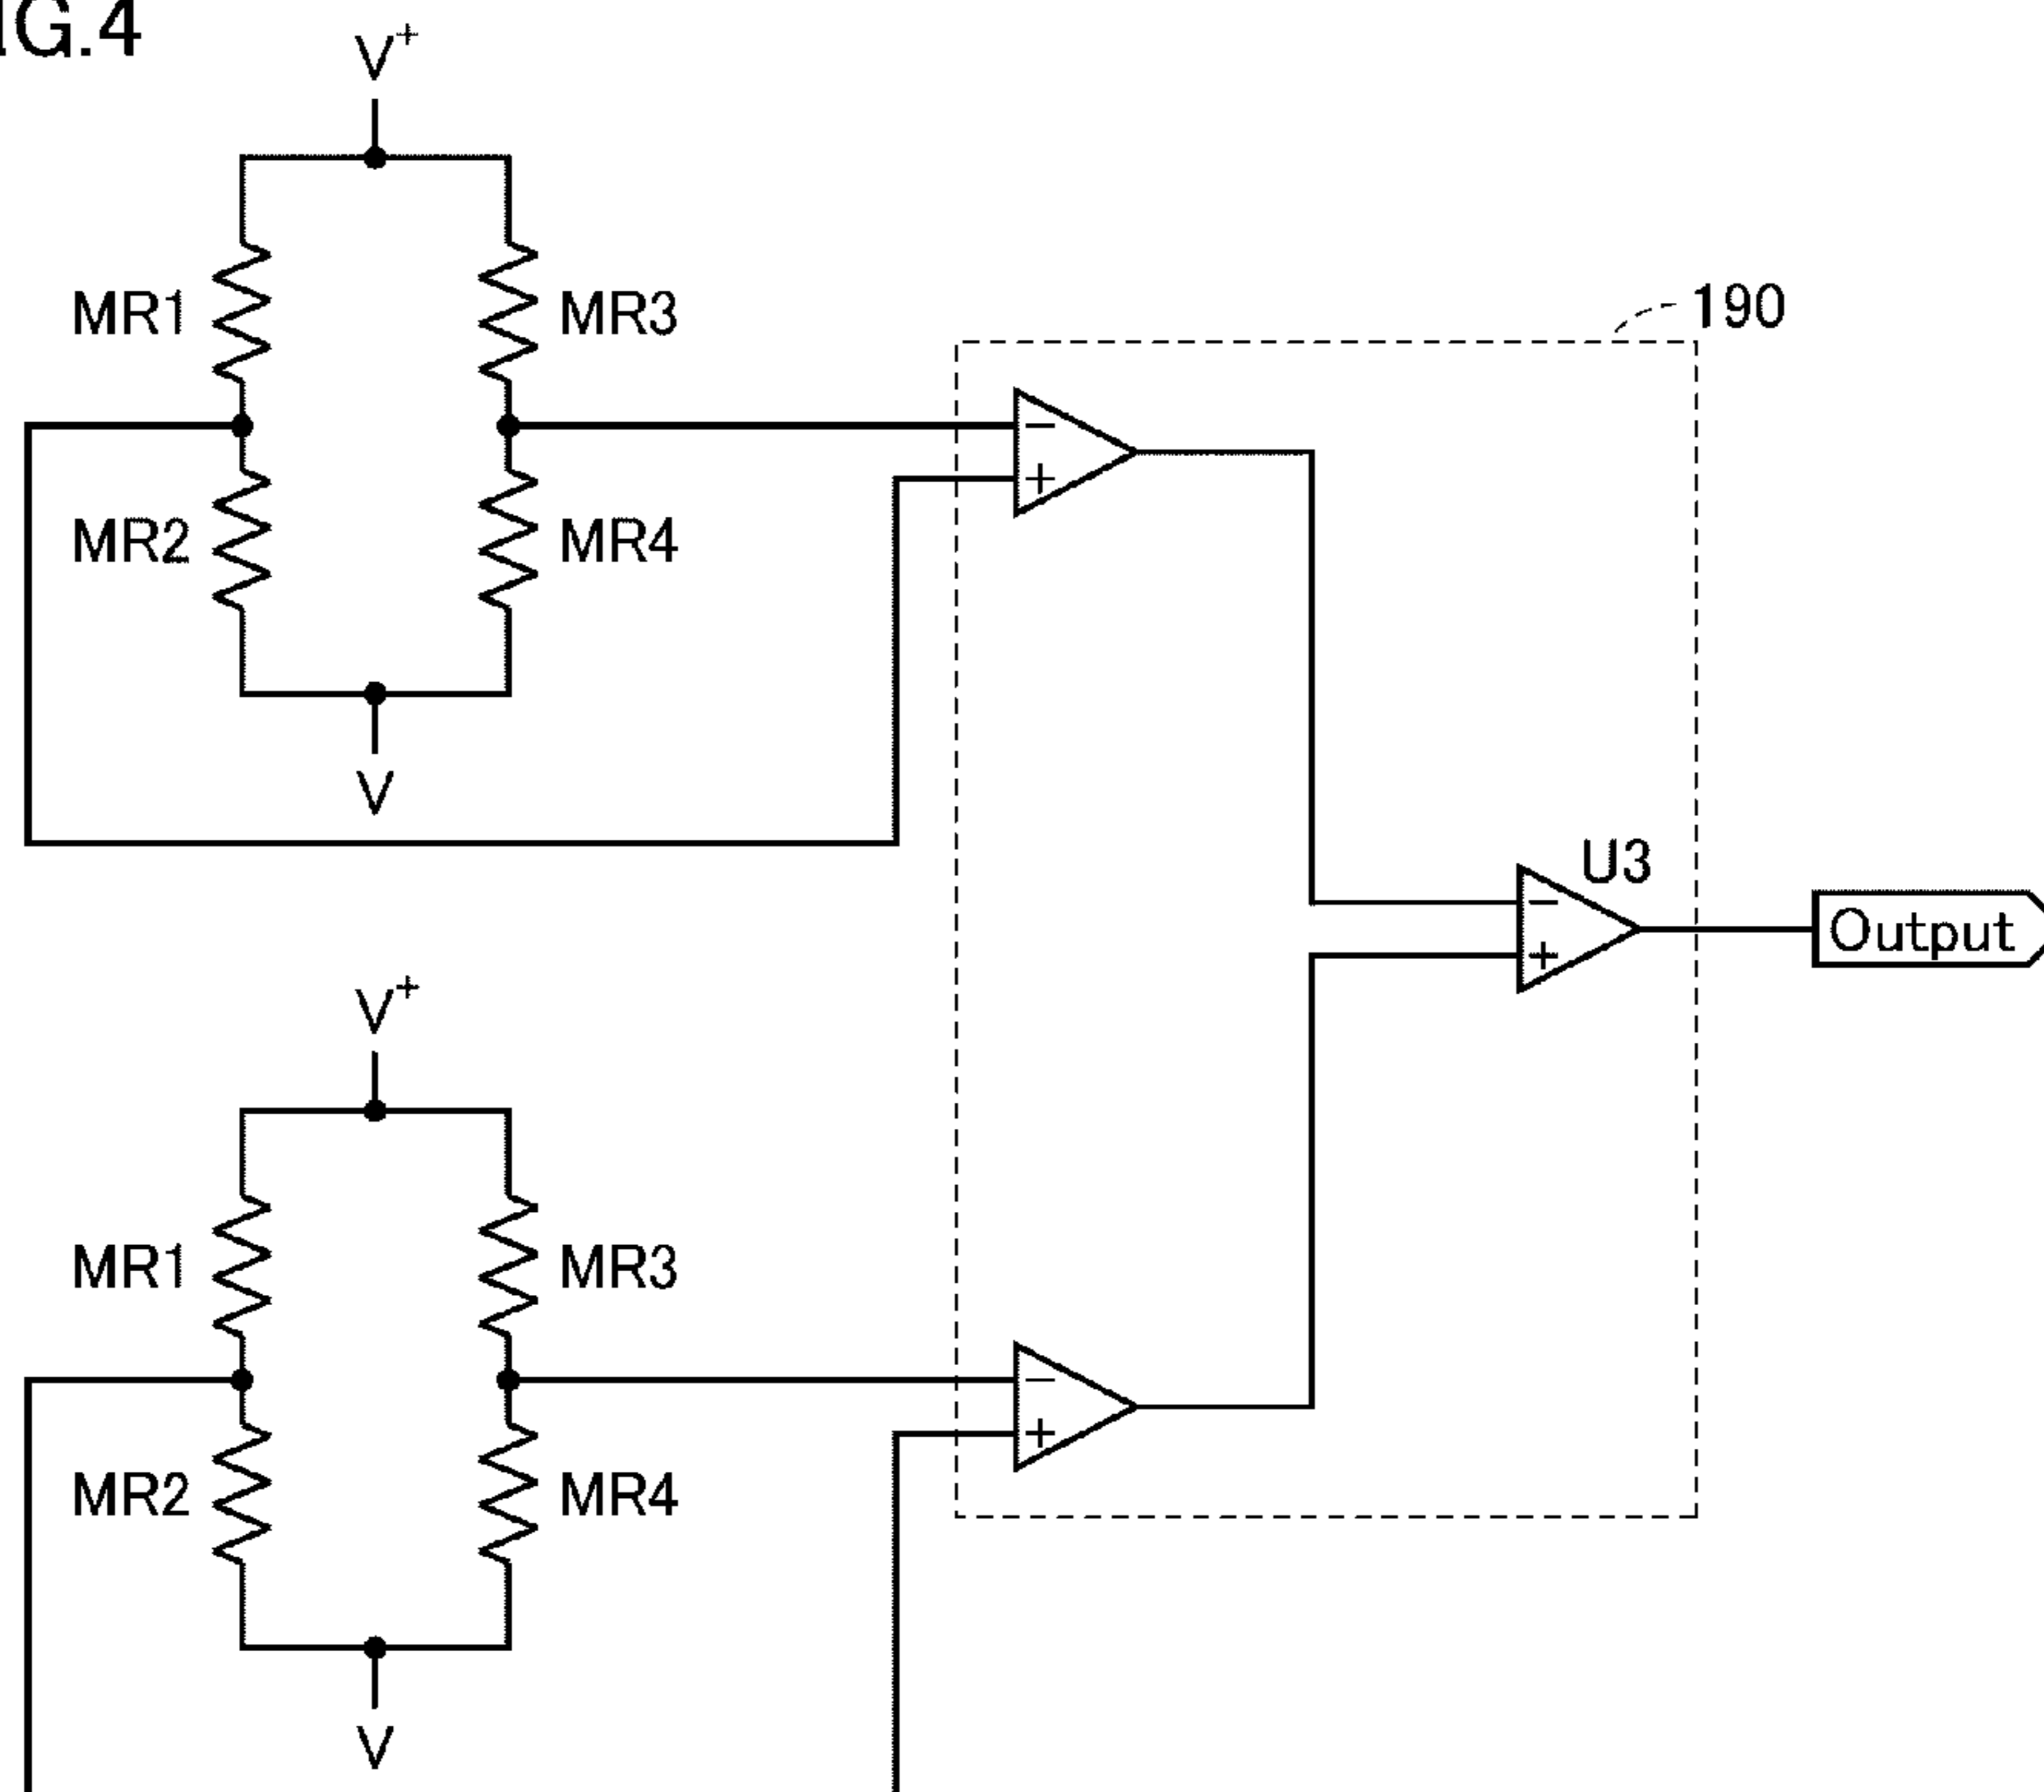 IG.4
V+
MR1
MR3
190
− 
+
MR2
MR4
V
U3
−
+
Output
V+
MR1
MR3
−
+
MR2
MR4
V